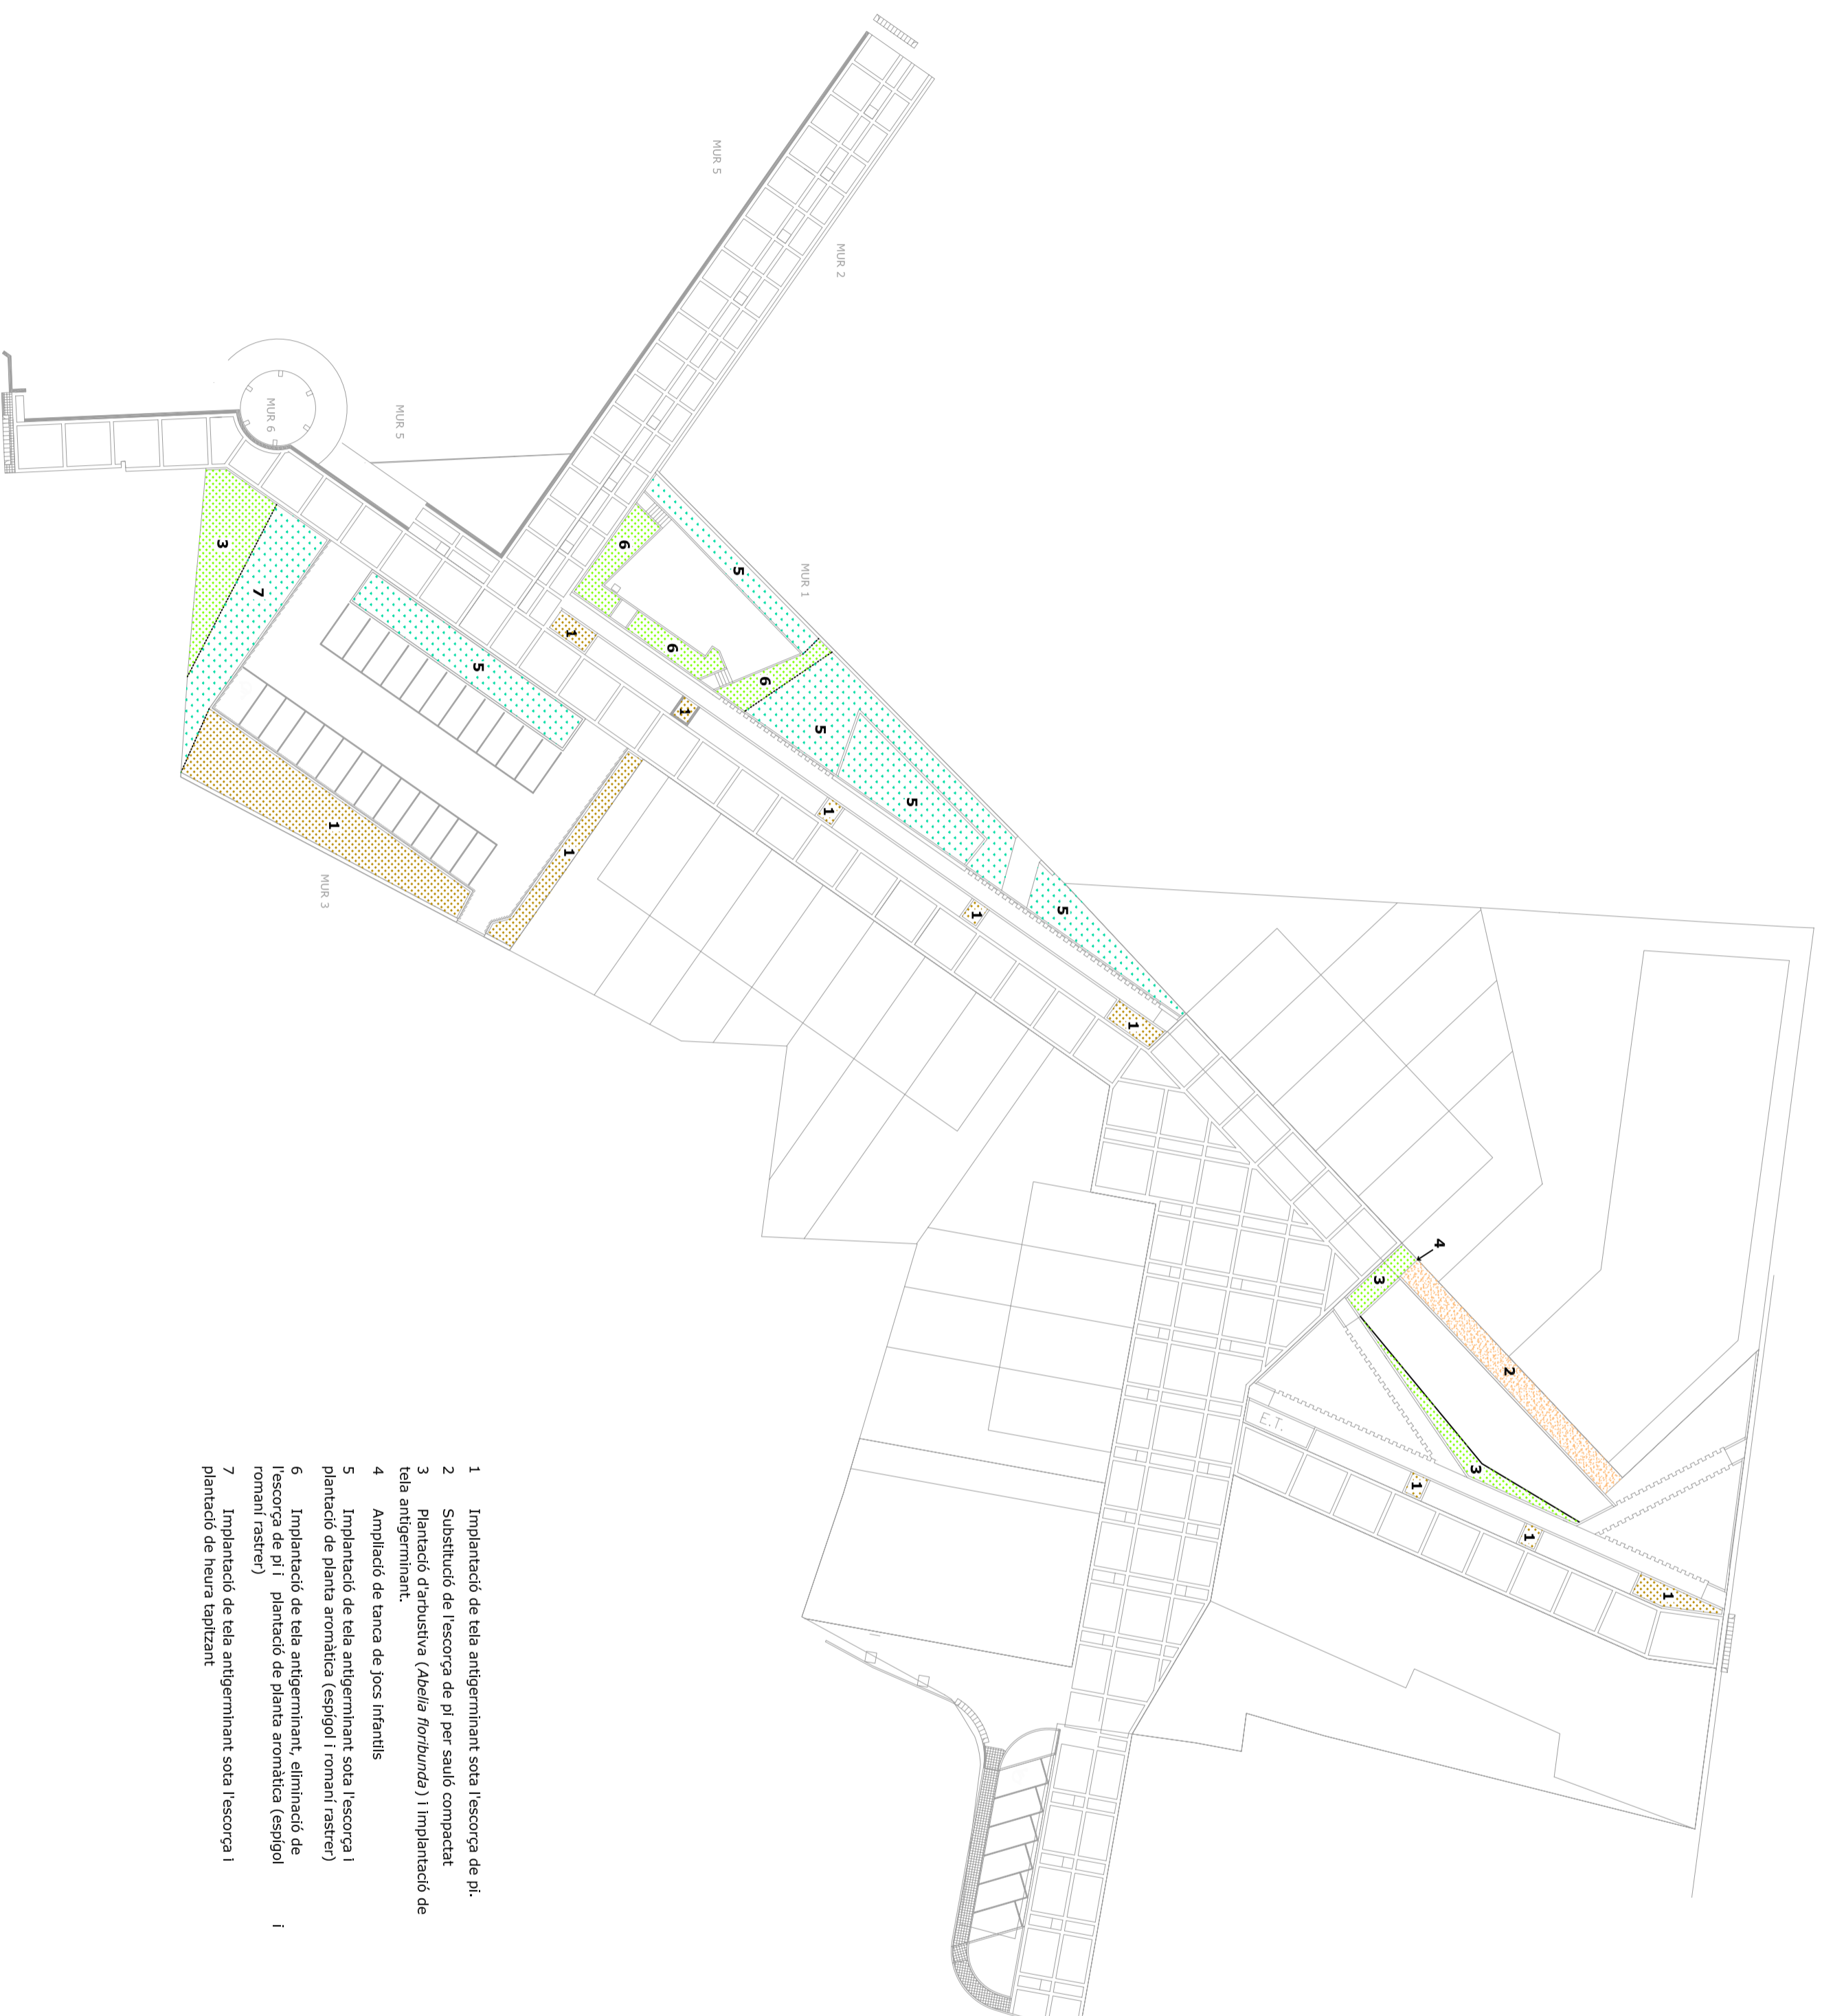 MUR 5
MUR 2
MUR 6
MUR 5
MUR 1
MUR 3
E.T.
3
7
5
1
1
6
6
6
5
5
5
5
1
1
1
1
1
4
3
2
3
1
1
1
1 Implantació de tela antigerminant sota l'escorça de pi.
2 Substitució de l'escorça de pi per sauló compactat
3 Plantació d'arbustiva (Abelia floribunda) i implantació de
tela antigerminant.
4 Ampliació de tanca de jocs infantils
5 Implantació de tela antigerminant sota l'escorça i
plantació de planta aromàtica (espígol i romaní rastrer)
6 Implantació de tela antigerminant, eliminació de
l'escorça de pi i plantació de planta aromàtica (espígol i
romaní rastrer)
7 Implantació de tela antigerminant sota l'escorça i
plantació de heura tapitzant